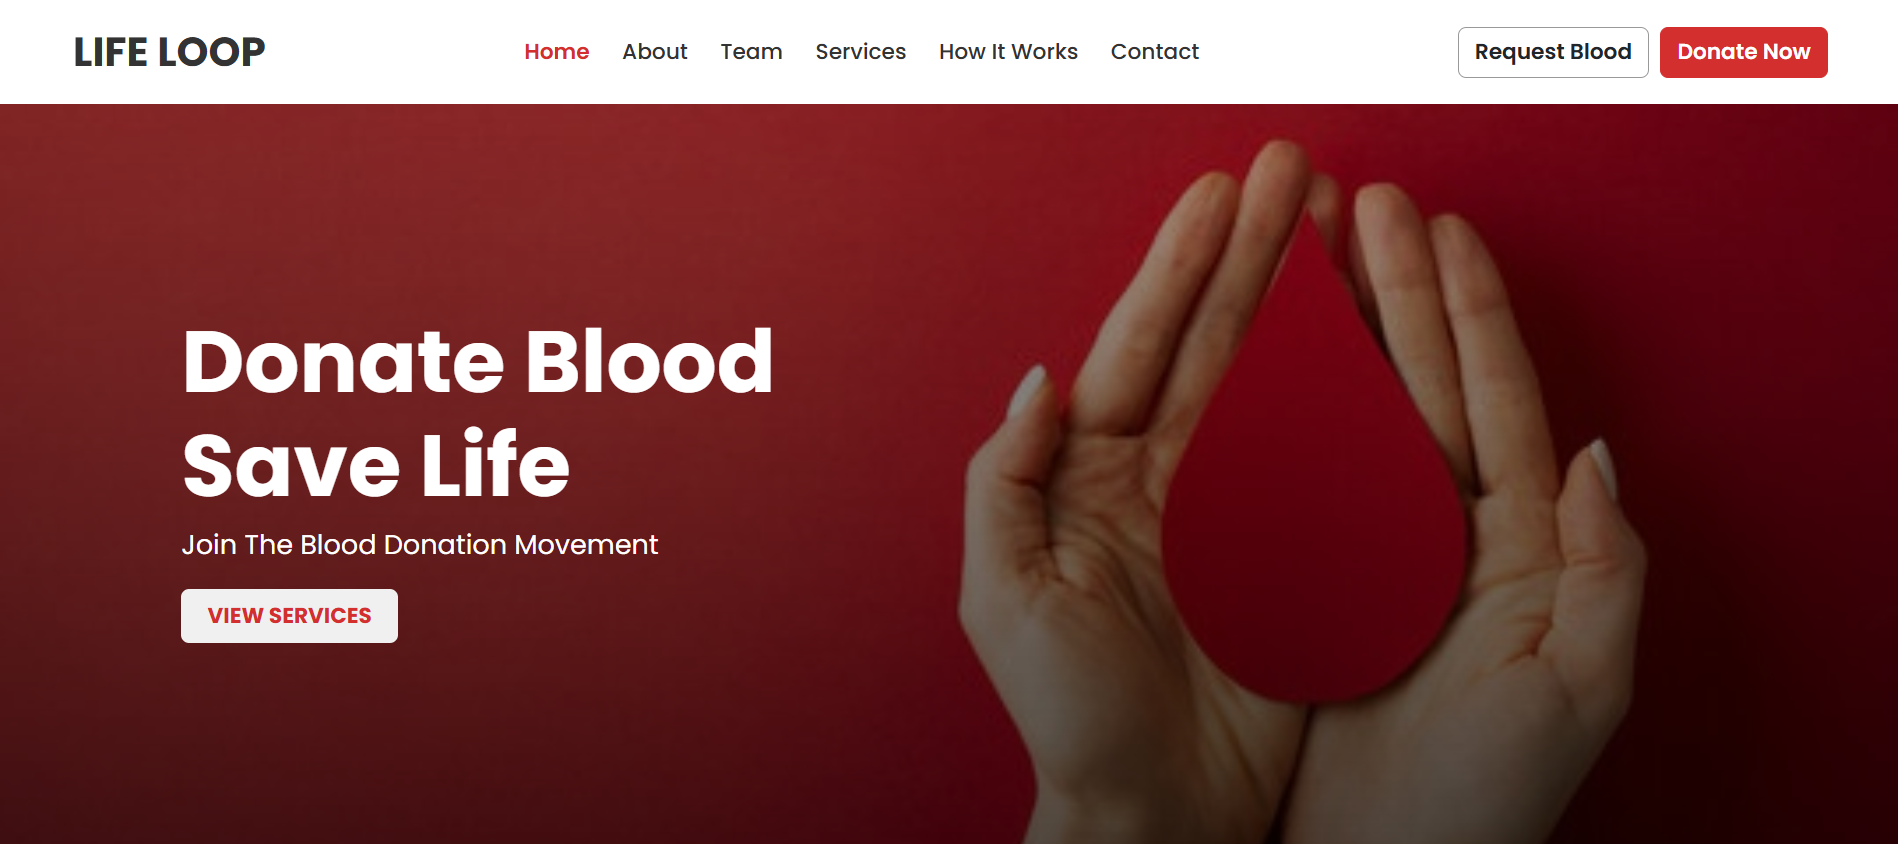 LIFE LOOP
Home About Team Services How It Works Contact
Request Blood Donate Now
Donate Blood
Save Life
Join The Blood Donation Movement
VIEW SERVICES